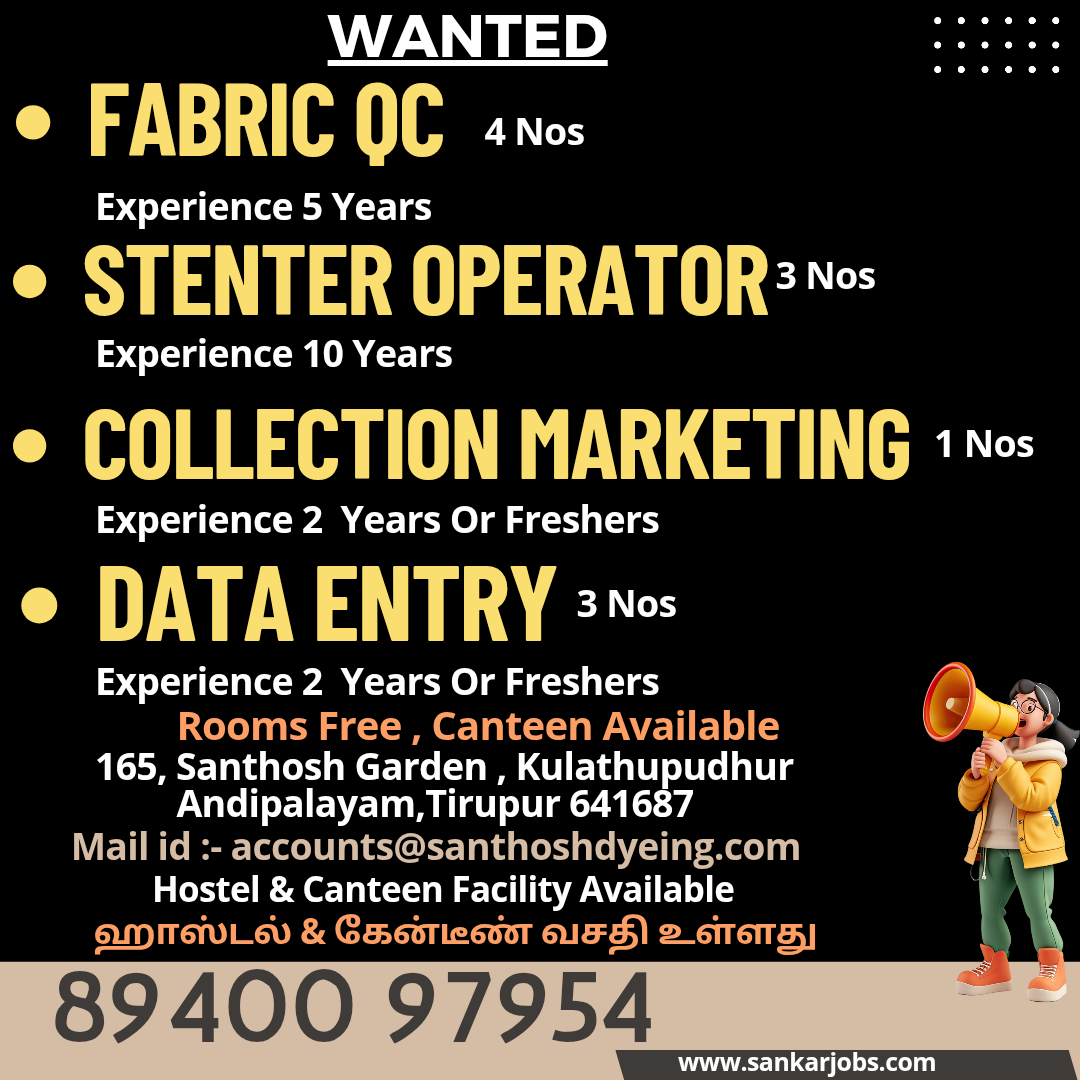 WANTED
FABRIC QC 4 Nos
Experience 5 Years
STENTER OPERATOR 3 Nos
Experience 10 Years
COLLECTION MARKETING 1 Nos
Experience 2 Years Or Freshers
DATA ENTRY 3 Nos
Experience 2 Years Or Freshers
Rooms Free , Canteen Available
165, Santhosh Garden , Kulathupudhur
Andipalayam,Tirupur 641687
Mail id :- accounts@santhoshdyeing.com
Hostel & Canteen Facility Available
ஹாஸ்டல் & கேன்டீண் வசதி உள்ளது
89400 97954
www.sankarjobs.com